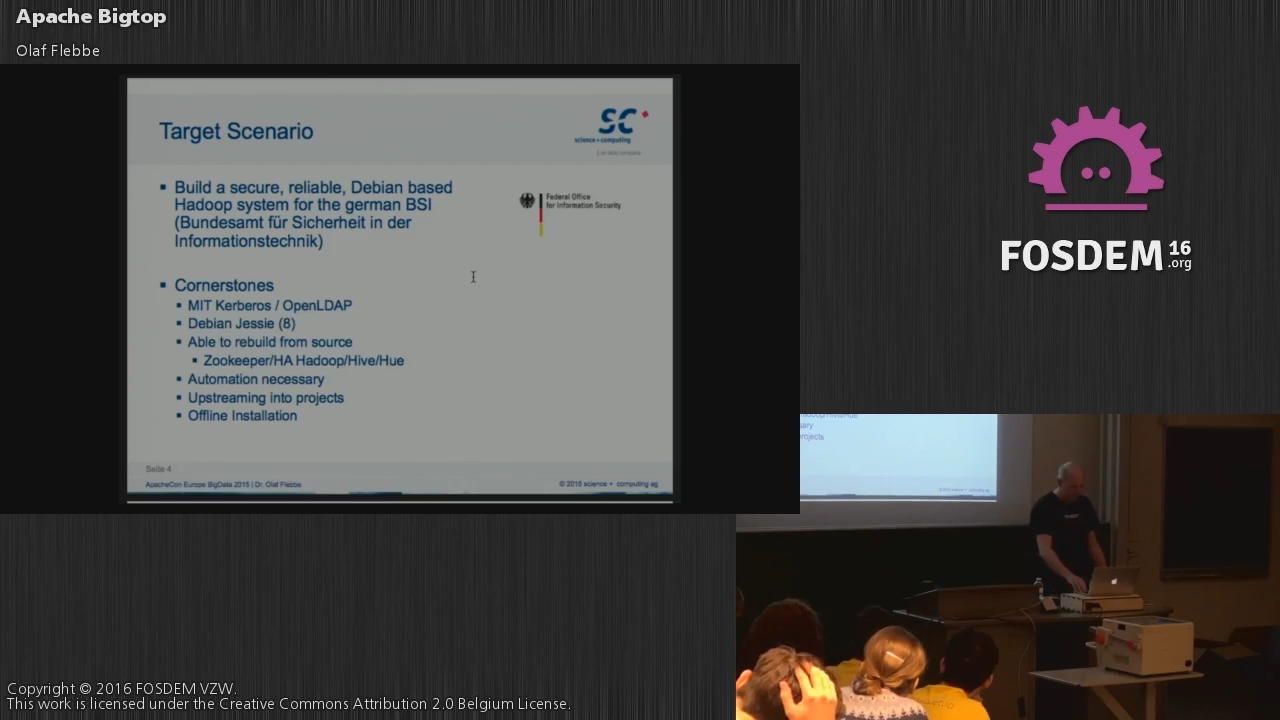 Apache Bigtop
Olaf Flebbe
Target Scenario
SC
science + computing
Build a secure, reliable, Debian based
Hadoop system for the german BSI
(Bundesamt für Sicherheit in der
Informationstechnik)
Federal Office
for Information Security
Cornerstones
MIT Kerberos / OpenLDAP
Debian Jessie (8)
Able to rebuild from source
Zookeeper/HA Hadoop/Hive/Hue
Automation necessary
Upstreaming into projects
Offline Installation
Seite 4
ApacheCon Europe BigData 2015 | Dr. Olaf Flebbe
© 2015 science + computing ag
FOSDEM 16
.org
rojects
Copyright © 2016 FOSDEM VZW.
This work is licensed under the Creative Commons Attribution 2.0 Belgium License.